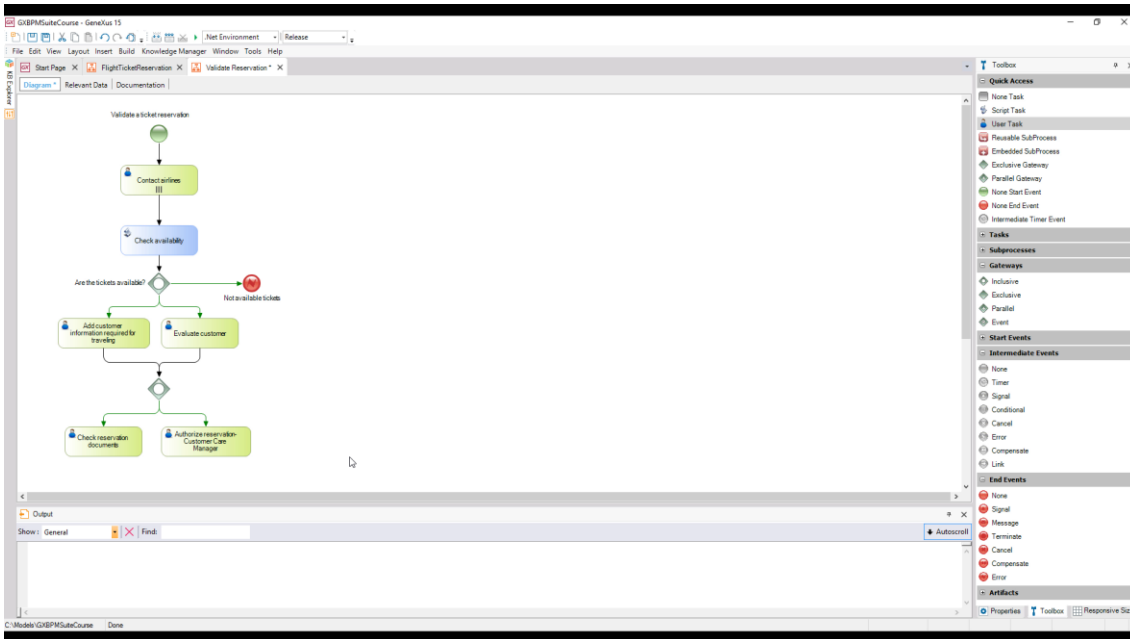 GX GXBPMSuiteCourse - GeneXus 15
.Net Environment Release
File Edit View Layout Insert Build Knowledge Manager Window Tools Help
GX Start Page X FlightTicketReservation X Validate Reservation * X
KB Explorer
Diagram * Relevant Data Documentation
Validate a ticket reservation
Contact airlines
Check availability
Are the tickets available?
Not available tickets
Add customer
information required for
traveling
Evaluate customer
Check reservation
documents
Authorize reservation-
Customer Care
Manager
Output
Show: General Find:
Autoscroll
C:\Models\GXBPMSuiteCourse Done
Toolbox
Quick Access
None Task
Script Task
User Task
Reusable SubProcess
Embedded SubProcess
Exclusive Gateway
Parallel Gateway
None Start Event
None End Event
Intermediate Timer Event
Tasks
Subprocesses
Gateways
Inclusive
Exclusive
Parallel
Event
Start Events
Intermediate Events
None
Timer
Signal
Conditional
Cancel
Error
Compensate
Link
End Events
None
Signal
Message
Terminate
Cancel
Compensate
Error
Artifacts
Properties Toolbox Responsive Siz